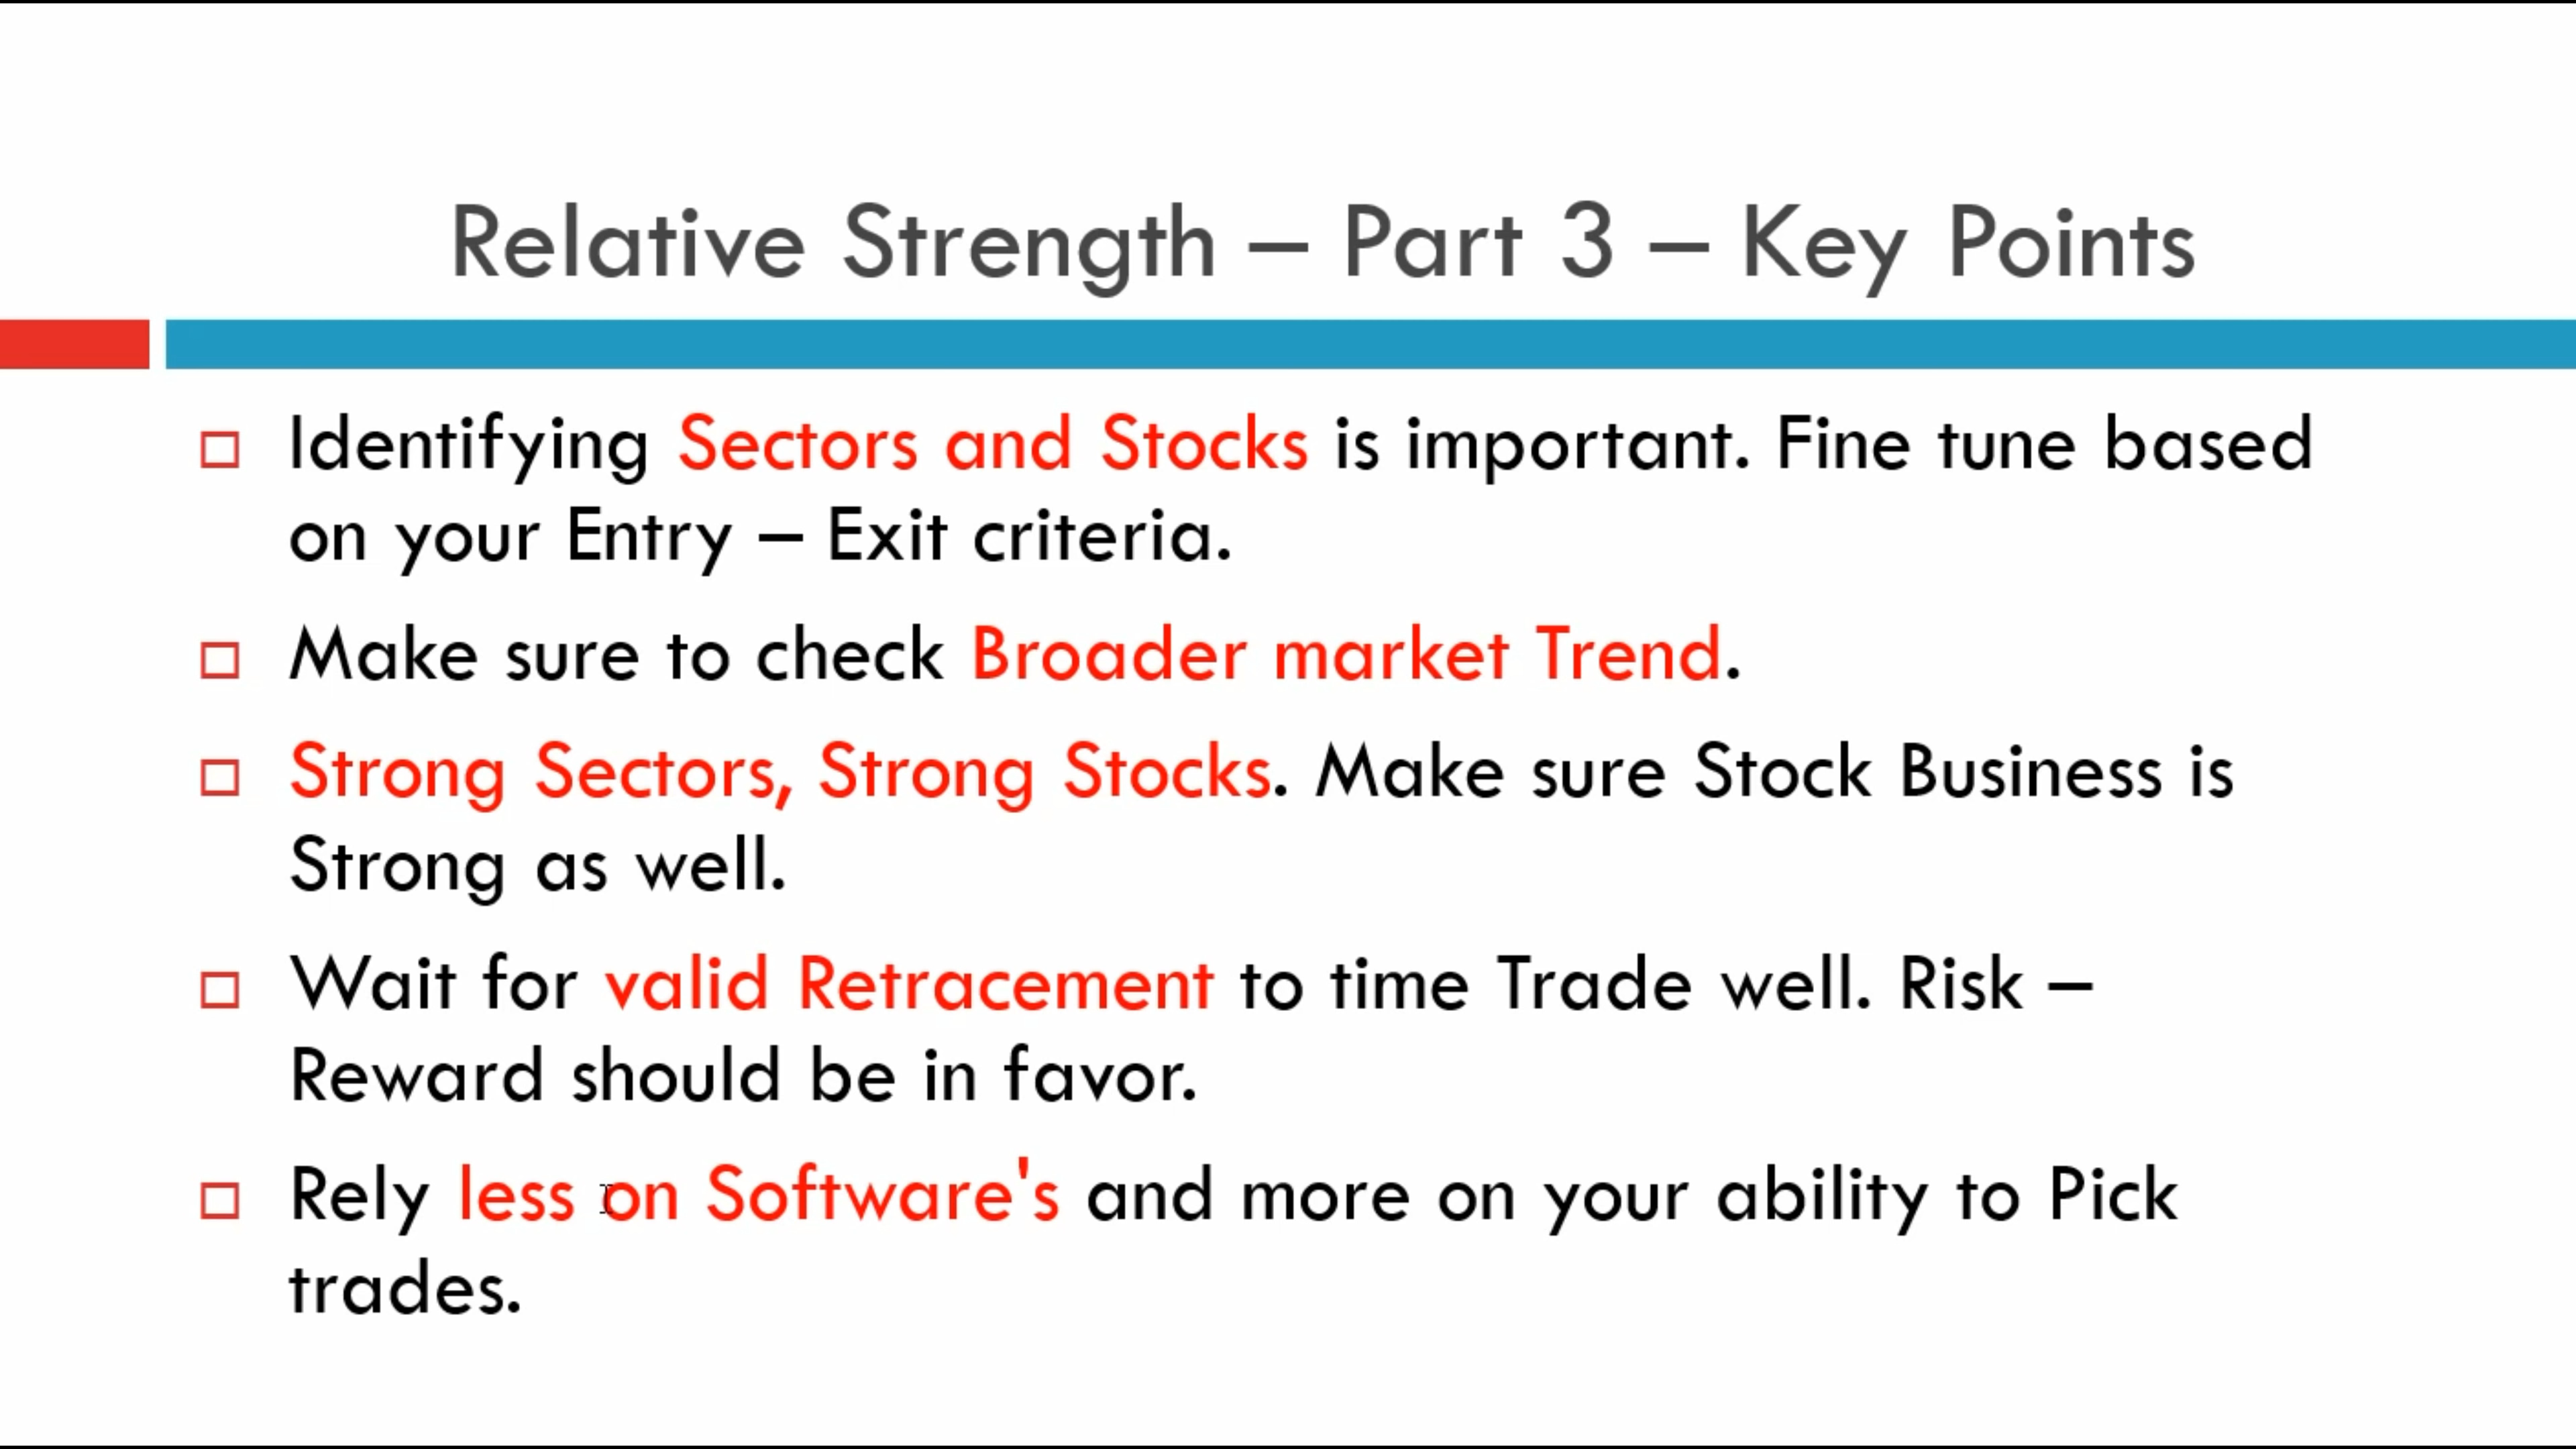 Relative Strength – Part 3 – Key Points
Identifying Sectors and Stocks is important. Fine tune based
on your Entry – Exit criteria.
Make sure to check Broader market Trend.
Strong Sectors, Strong Stocks. Make sure Stock Business is
Strong as well.
Wait for valid Retracement to time Trade well. Risk –
Reward should be in favor.
Rely less on Software's and more on your ability to Pick
trades.